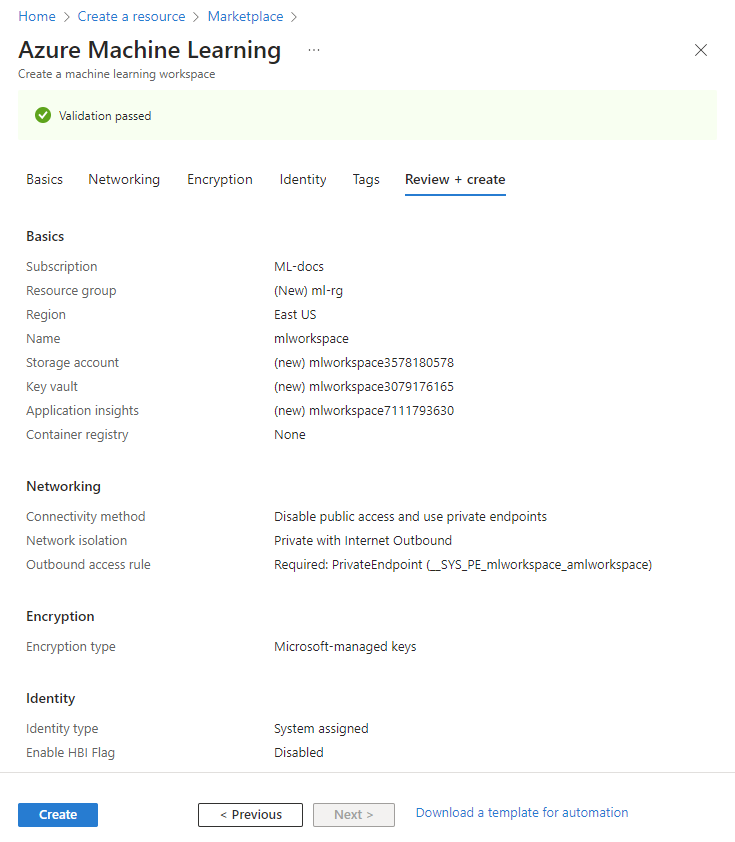 Home > Create a resource > Marketplace >
Azure Machine Learning ...
Create a machine learning workspace
Validation passed
Basics Networking Encryption Identity Tags Review + create
Basics
Subscription ML-docs
Resource group (New) ml-rg
Region East US
Name mlworkspace
Storage account (new) mlworkspace3578180578
Key vault (new) mlworkspace3079176165
Application insights (new) mlworkspace7111793630
Container registry None
Networking
Connectivity method Disable public access and use private endpoints
Network isolation Private with Internet Outbound
Outbound access rule Required: PrivateEndpoint (__SYS_PE_mlworkspace_amlworkspace)
Encryption
Encryption type Microsoft-managed keys
Identity
Identity type System assigned
Enable HBI Flag Disabled
Create < Previous Next > Download a template for automation